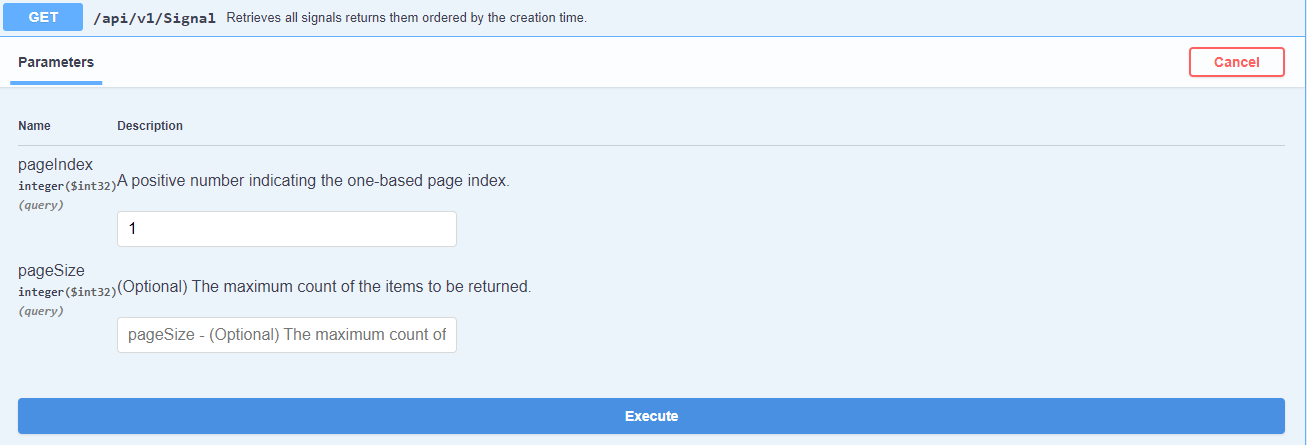 GET /api/v1/Signal Retrieves all signals returns them ordered by the creation time.
Parameters Cancel
Name Description
pageIndex
integer($int32)
(query)
A positive number indicating the one-based page index.
1
pageSize
integer($int32)
(query)
(Optional) The maximum count of the items to be returned.
pageSize - (Optional) The maximum count of
Execute